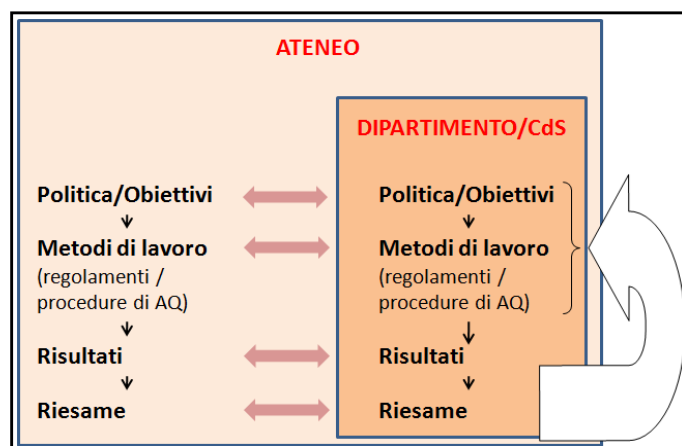 ATENEO
DIPARTIMENTO/CdS
Politica/Obiettivi
Metodi di lavoro
(regolamenti /
procedure di AQ)
Risultati
Riesame
Politica/Obiettivi
Metodi di lavoro
(regolamenti /
procedure di AQ)
Risultati
Riesame